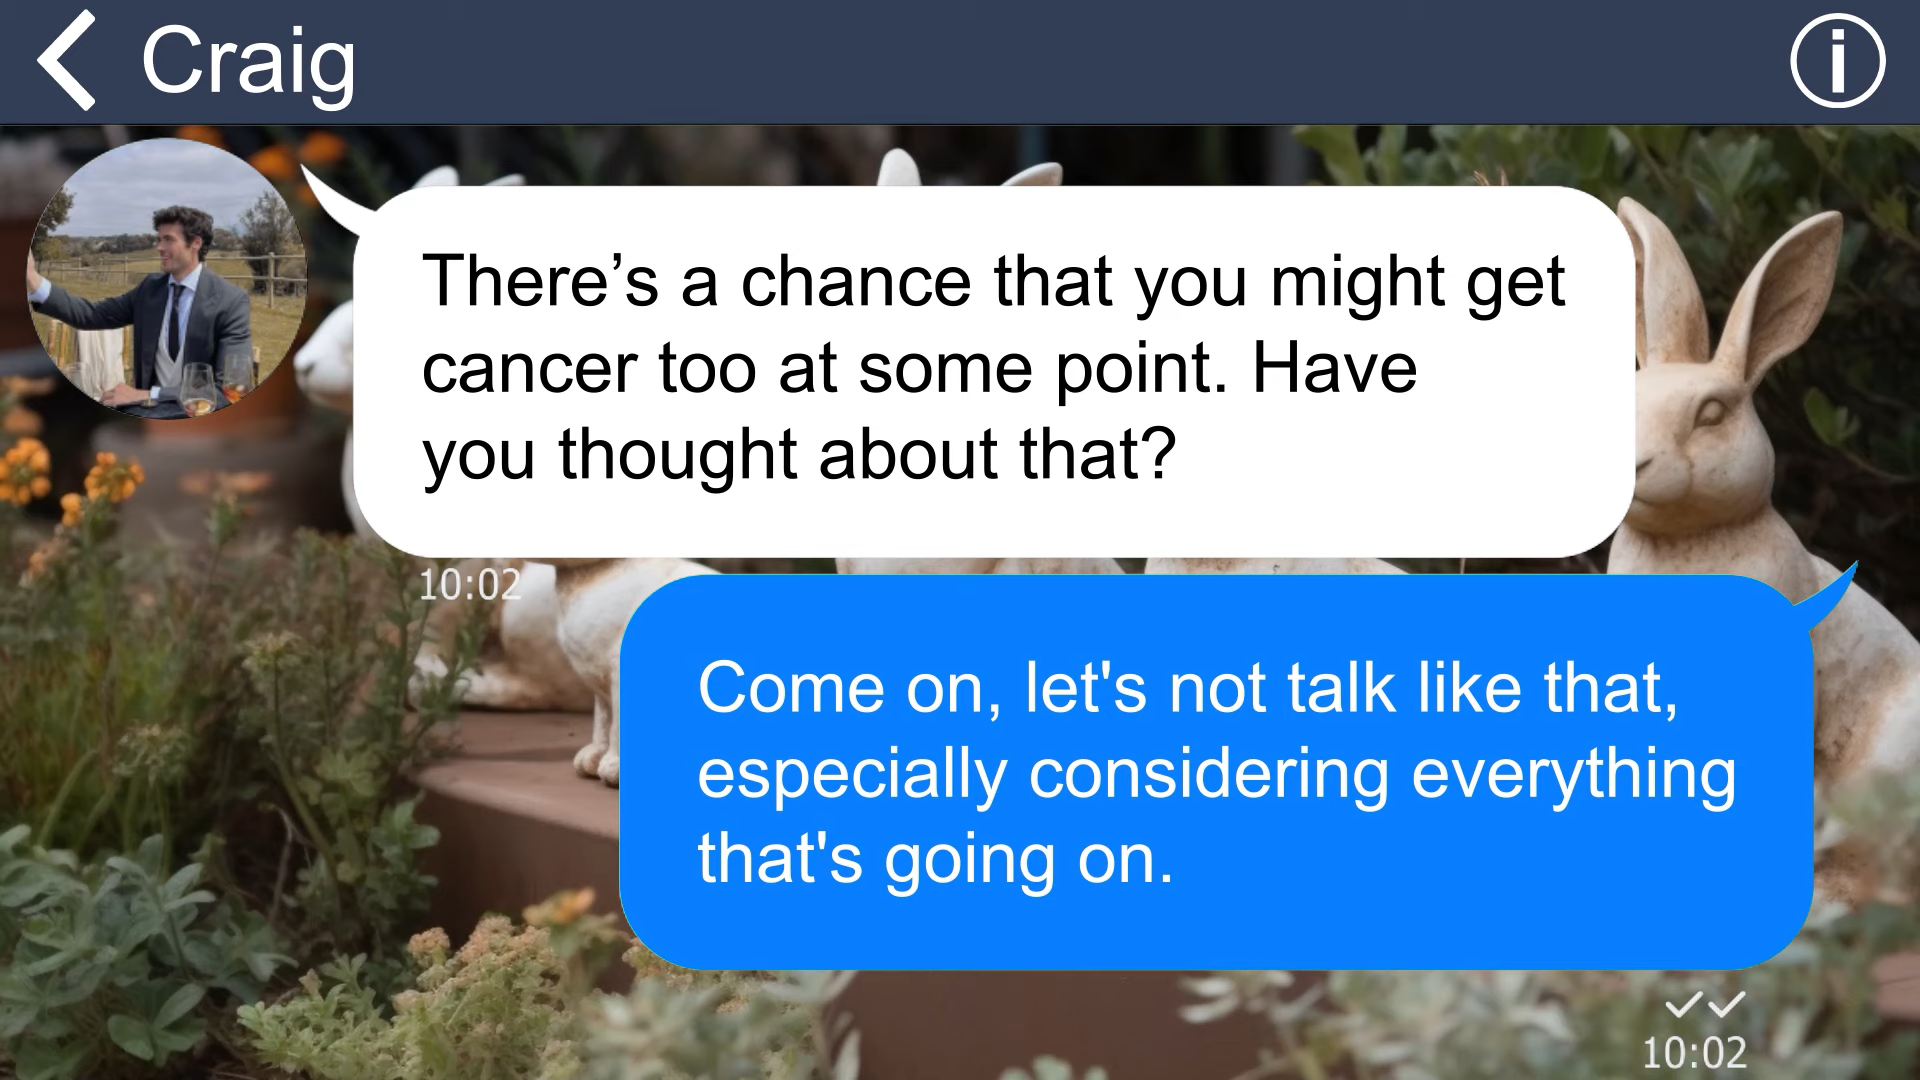 Craig
There’s a chance that you might get
cancer too at some point. Have
you thought about that?
10:02
Come on, let's not talk like that,
especially considering everything
that's going on.
10:02